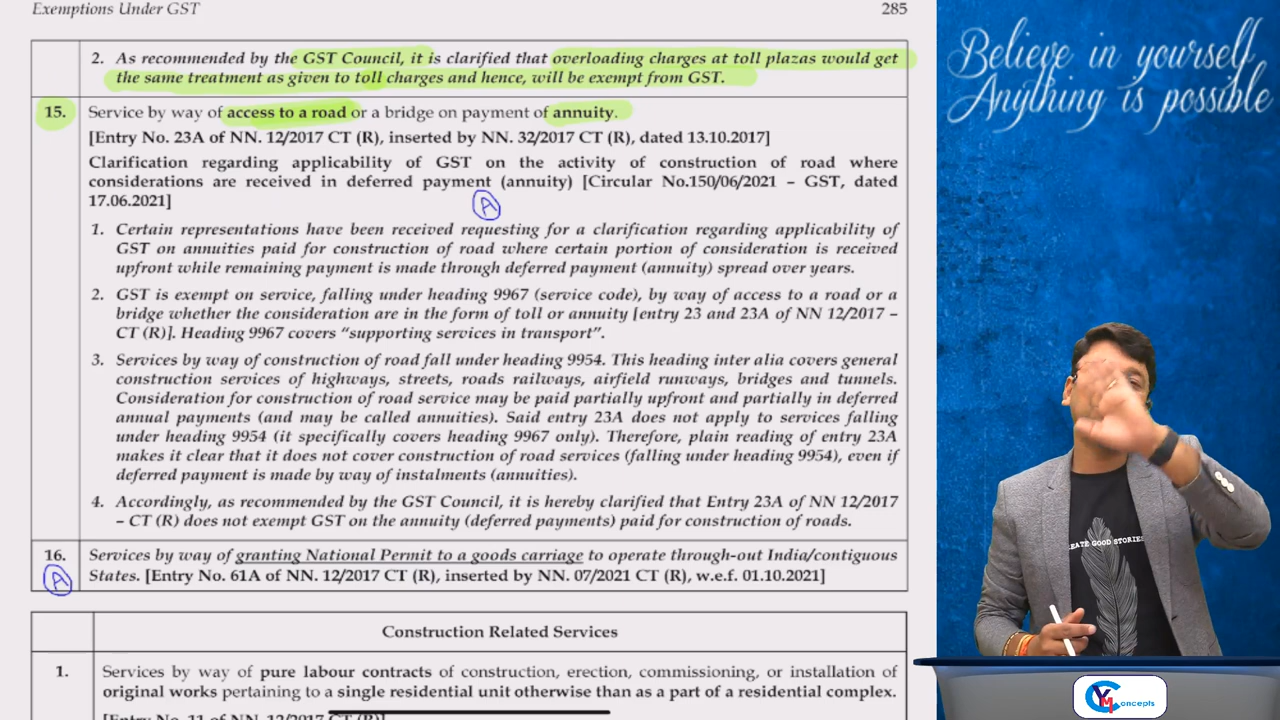 Exemptions Under GST
285
2. As recommended by the GST Council, it is clarified that overloading charges at toll plazas would get
the same treatment as given to toll charges and hence, will be exempt from GST.
15. Service by way of access to a road or a bridge on payment of annuity.
[Entry No. 23A of NN. 12/2017 CT (R), inserted by NN. 32/2017 CT (R), dated 13.10.2017]
Clarification regarding applicability of GST on the activity of construction of road where
considerations are received in deferred payment (annuity) [Circular No.150/06/2021 – GST, dated
17.06.2021]
A
1. Certain representations have been received requesting for a clarification regarding applicability of
GST on annuities paid for construction of road where certain portion of consideration is received
upfront while remaining payment is made through deferred payment (annuity) spread over years.
2. GST is exempt on service, falling under heading 9967 (service code), by way of access to a road or a
bridge whether the consideration are in the form of toll or annuity [entry 23 and 23A of NN 12/2017 –
CT (R)]. Heading 9967 covers “supporting services in transport”.
3. Services by way of construction of road fall under heading 9954. This heading inter alia covers general
construction services of highways, streets, roads railways, airfield runways, bridges and tunnels.
Consideration for construction of road service may be paid partially upfront and partially in deferred
annual payments (and may be called annuities). Said entry 23A does not apply to services falling
under heading 9954 (it specifically covers heading 9967 only). Therefore, plain reading of entry 23A
makes it clear that it does not cover construction of road services (falling under heading 9954), even if
deferred payment is made by way of instalments (annuities).
4. Accordingly, as recommended by the GST Council, it is hereby clarified that Entry 23A of NN 12/2017
– CT (R) does not exempt GST on the annuity (deferred payments) paid for construction of roads.
16. Services by way of granting National Permit to a goods carriage to operate through-out India/contiguous
A States. [Entry No. 61A of NN. 12/2017 CT (R), inserted by NN. 07/2021 CT (R), w.e.f. 01.10.2021]
Construction Related Services
1. Services by way of pure labour contracts of construction, erection, commissioning, or installation of
original works pertaining to a single residential unit otherwise than as a part of a residential complex.
[Entry No. 11 of NN. 12/2017 CT (R)]
Believe in yourself
Anything is possible
EATE GOOD STORIES
YM Concepts